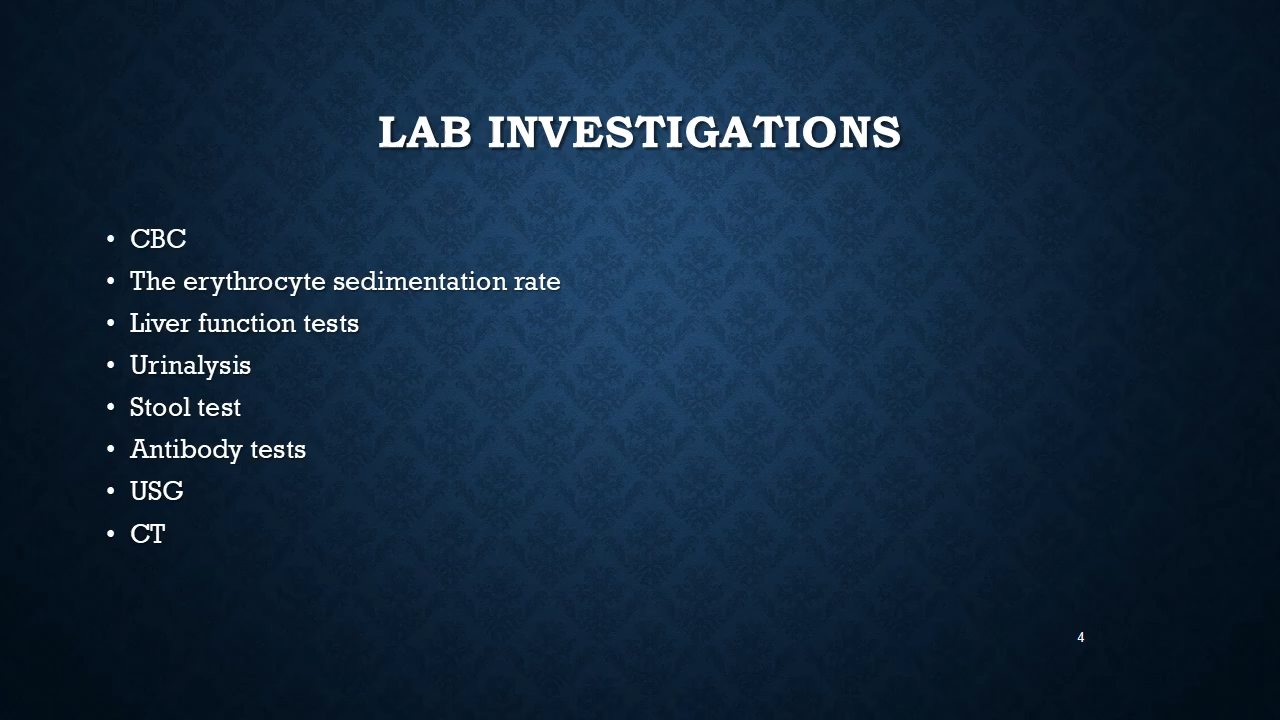 LAB INVESTIGATIONS
• CBC
• The erythrocyte sedimentation rate
• Liver function tests
• Urinalysis
• Stool test
• Antibody tests
• USG
• CT
4